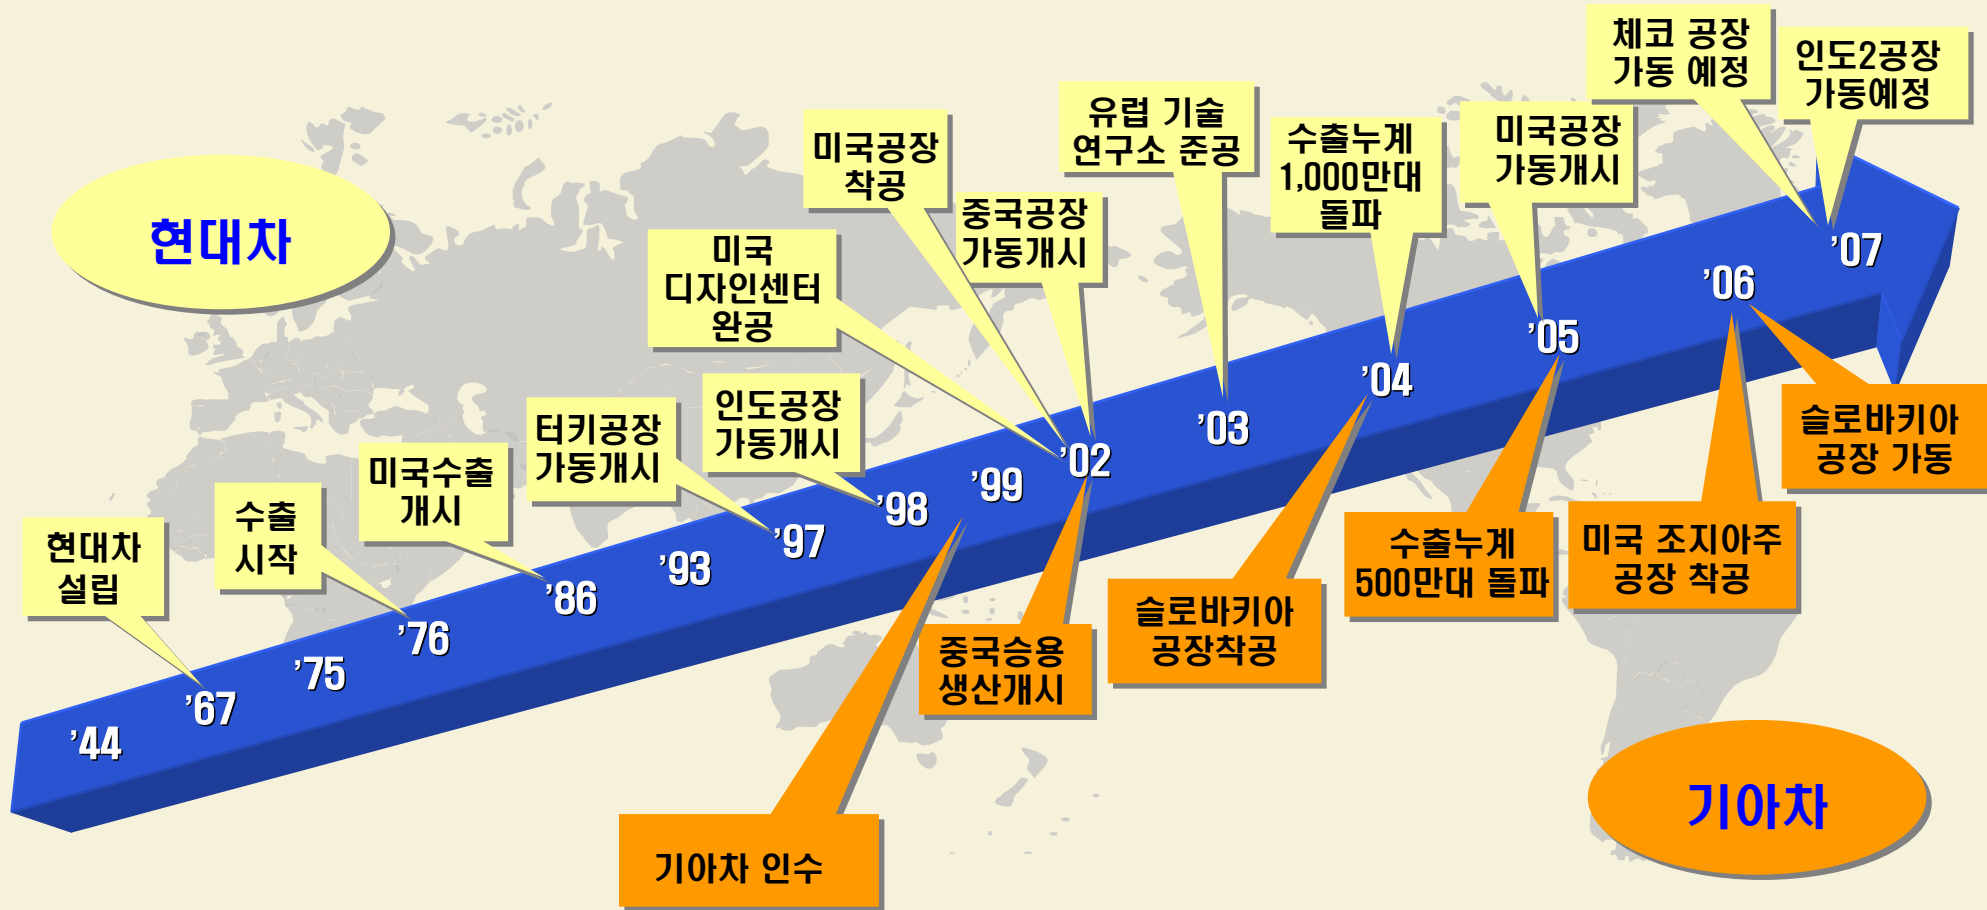 현대차
현대차
설립
수출
시작
미국수출
개시
터키공장
가동개시
인도공장
가동개시
미국
디자인센터
완공
미국공장
착공
중국공장
가동개시
유럽 기술
연구소 준공
수출누계
1,000만대
돌파
미국공장
가동개시
체코 공장
가동 예정
인도2공장
가동예정
'44
'67
'75
'76
'86
'93
'97
'98
'99
'02
'03
'04
'05
'06
'07
기아차 인수
중국승용
생산개시
슬로바키아
공장착공
수출누계
500만대 돌파
미국 조지아주
공장 착공
슬로바키아
공장 가동
기아차